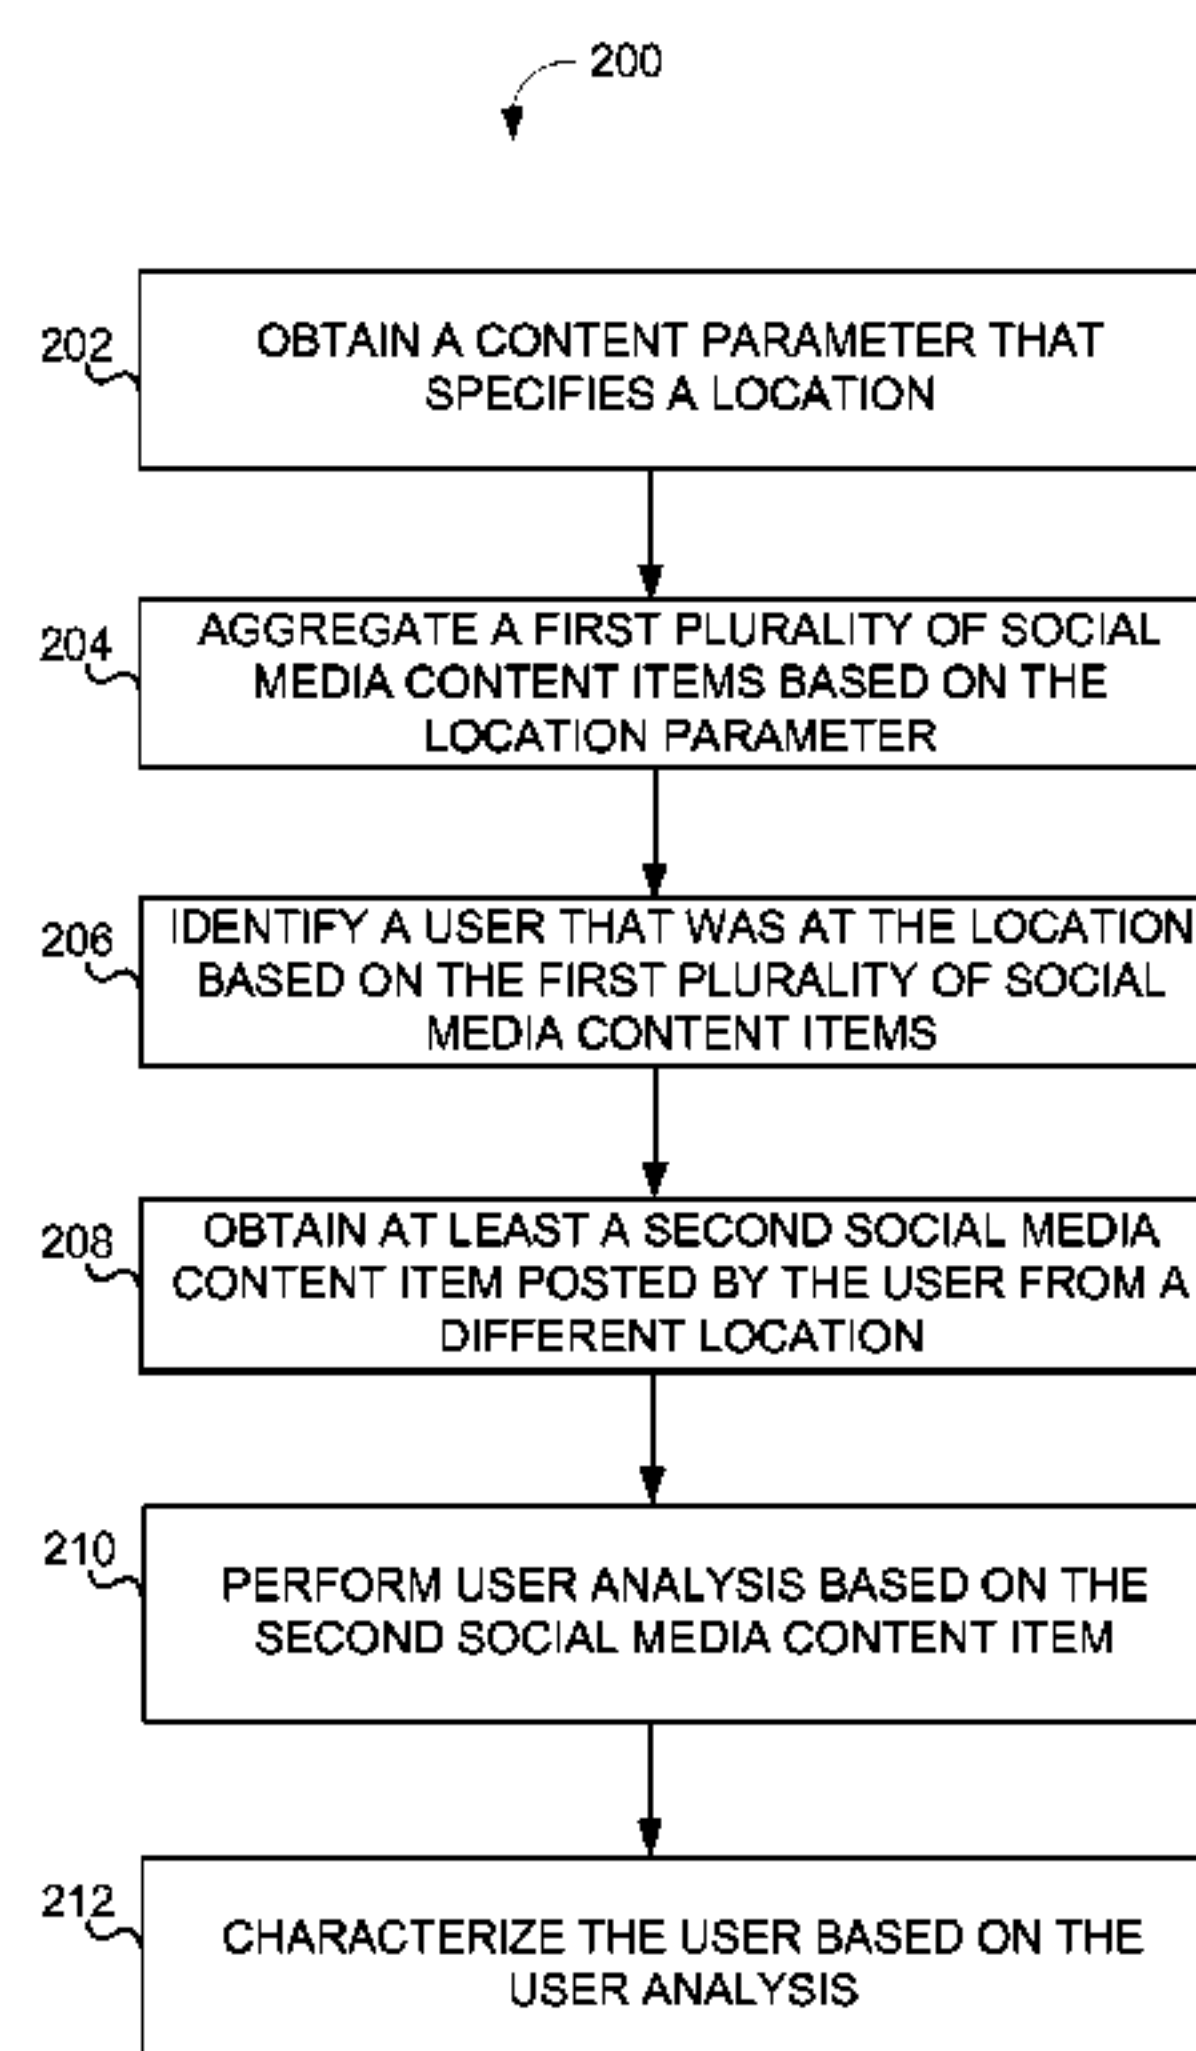 200
202
OBTAIN A CONTENT PARAMETER THAT
SPECIFIES A LOCATION
204
AGGREGATE A FIRST PLURALITY OF SOCIAL
MEDIA CONTENT ITEMS BASED ON THE
LOCATION PARAMETER
206
IDENTIFY A USER THAT WAS AT THE LOCATION
BASED ON THE FIRST PLURALITY OF SOCIAL
MEDIA CONTENT ITEMS
208
OBTAIN AT LEAST A SECOND SOCIAL MEDIA
CONTENT ITEM POSTED BY THE USER FROM A
DIFFERENT LOCATION
210
PERFORM USER ANALYSIS BASED ON THE
SECOND SOCIAL MEDIA CONTENT ITEM
212
CHARACTERIZE THE USER BASED ON THE
USER ANALYSIS